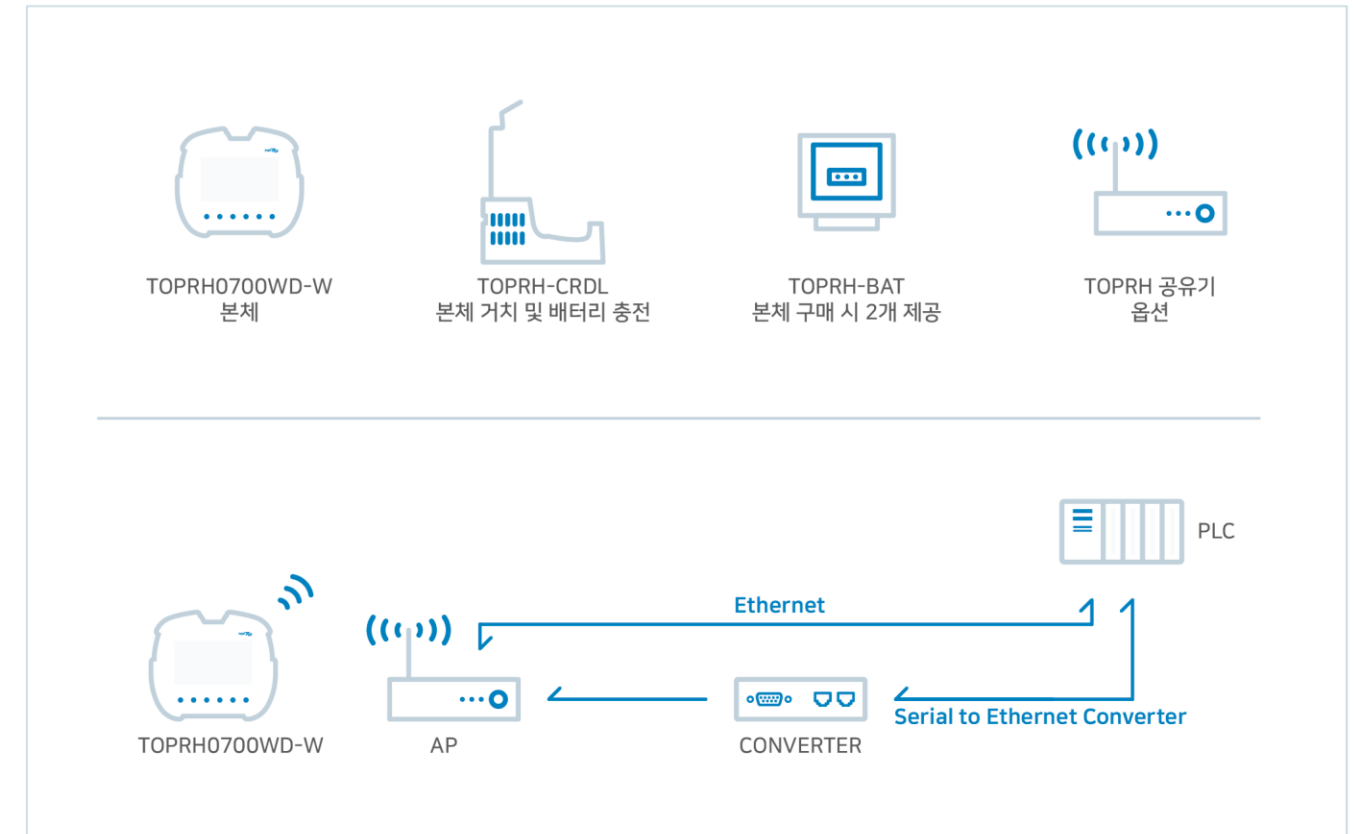 TOPRH0700WD-W
본체
TOPRH-CRDL
본체 거치 및 배터리 충전
TOPRH-BAT
본체 구매 시 2개 제공
TOPRH 공유기
옵션
PLC
Ethernet
Serial to Ethernet Converter
TOPRH0700WD-W
AP
CONVERTER